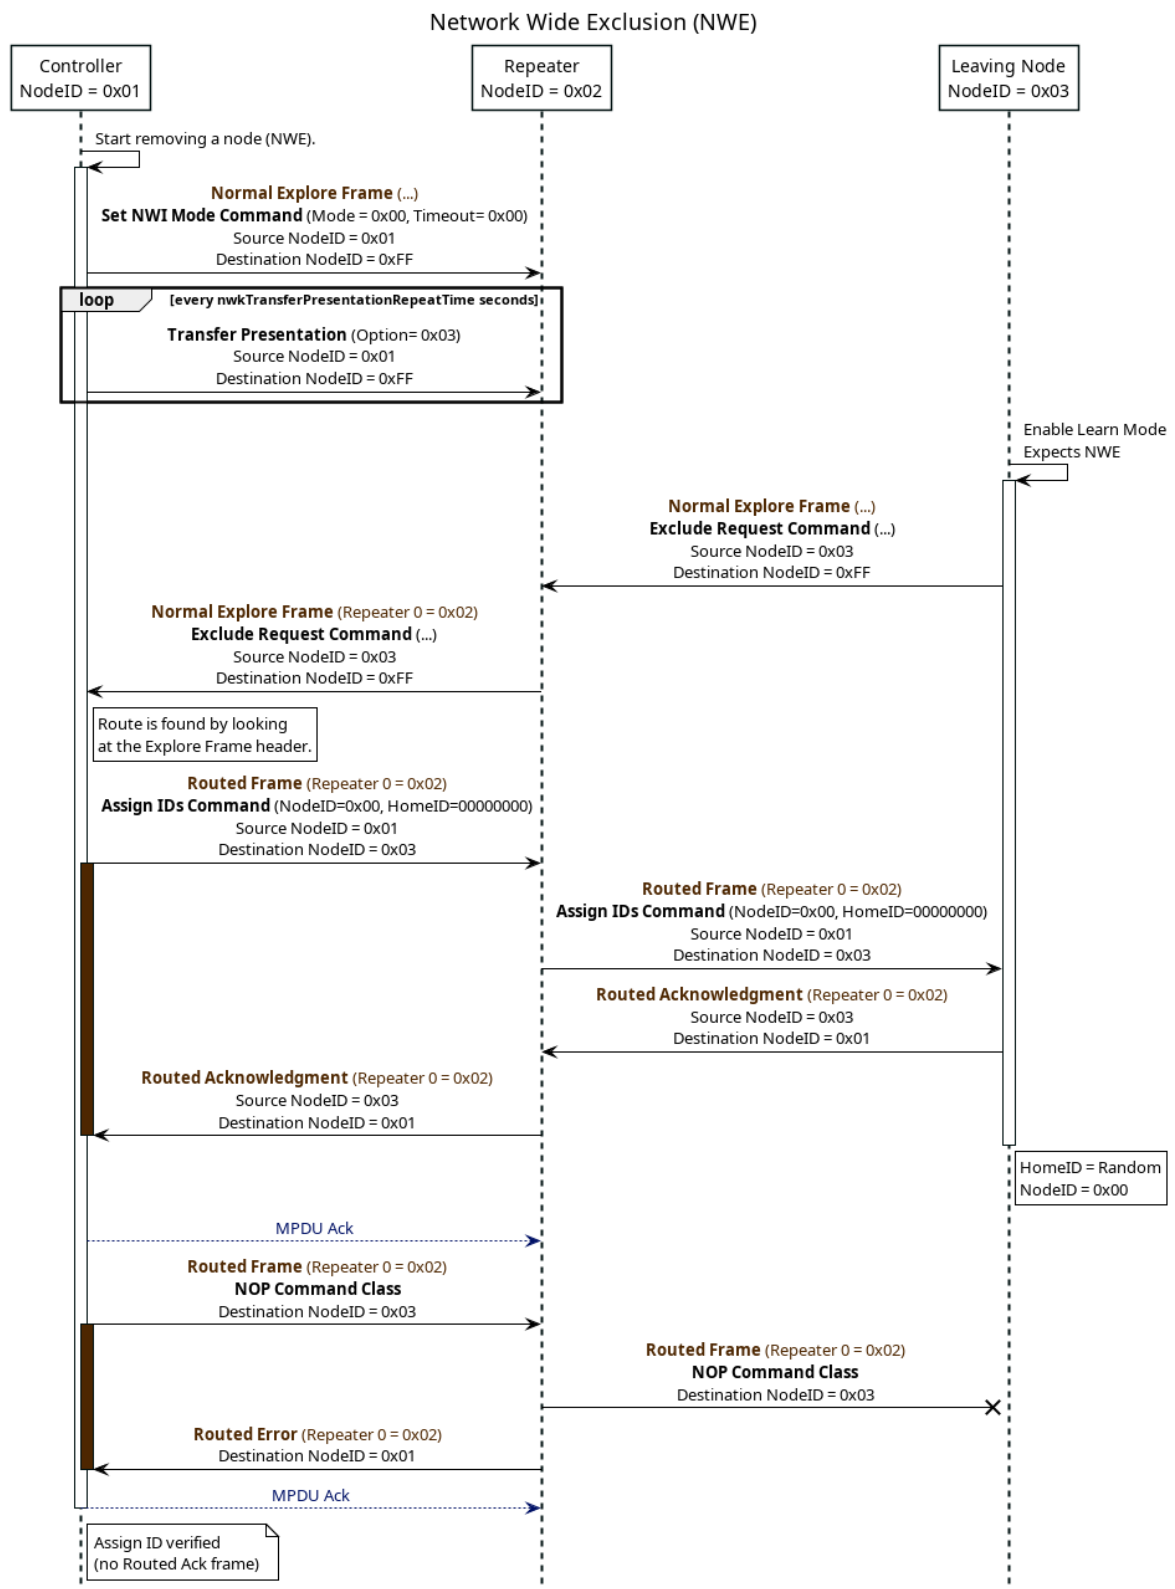 Network Wide Exclusion (NWE)
Controller
NodeID = 0x01
Repeater
NodeID = 0x02
Leaving Node
NodeID = 0x03
Start removing a node (NWE).
Normal Explore Frame (...)
Set NWI Mode Command (Mode = 0x00, Timeout= 0x00)
Source NodeID = 0x01
Destination NodeID = 0xFF
loop [every nwkTransferPresentationRepeatTime seconds]
Transfer Presentation (Option= 0x03)
Source NodeID = 0x01
Destination NodeID = 0xFF
Enable Learn Mode
Expects NWE
Normal Explore Frame (...)
Exclude Request Command (...)
Source NodeID = 0x03
Destination NodeID = 0xFF
Normal Explore Frame (Repeater 0 = 0x02)
Exclude Request Command (...)
Source NodeID = 0x03
Destination NodeID = 0xFF
Route is found by looking
at the Explore Frame header.
Routed Frame (Repeater 0 = 0x02)
Assign IDs Command (NodeID=0x00, HomeID=00000000)
Source NodeID = 0x01
Destination NodeID = 0x03
Routed Frame (Repeater 0 = 0x02)
Assign IDs Command (NodeID=0x00, HomeID=00000000)
Source NodeID = 0x01
Destination NodeID = 0x03
Routed Acknowledgment (Repeater 0 = 0x02)
Source NodeID = 0x03
Destination NodeID = 0x01
Routed Acknowledgment (Repeater 0 = 0x02)
Source NodeID = 0x03
Destination NodeID = 0x01
HomeID = Random
NodeID = 0x00
MPDU Ack
Routed Frame (Repeater 0 = 0x02)
NOP Command Class
Destination NodeID = 0x03
Routed Frame (Repeater 0 = 0x02)
NOP Command Class
Destination NodeID = 0x03
Routed Error (Repeater 0 = 0x02)
Destination NodeID = 0x01
MPDU Ack
Assign ID verified
(no Routed Ack frame)